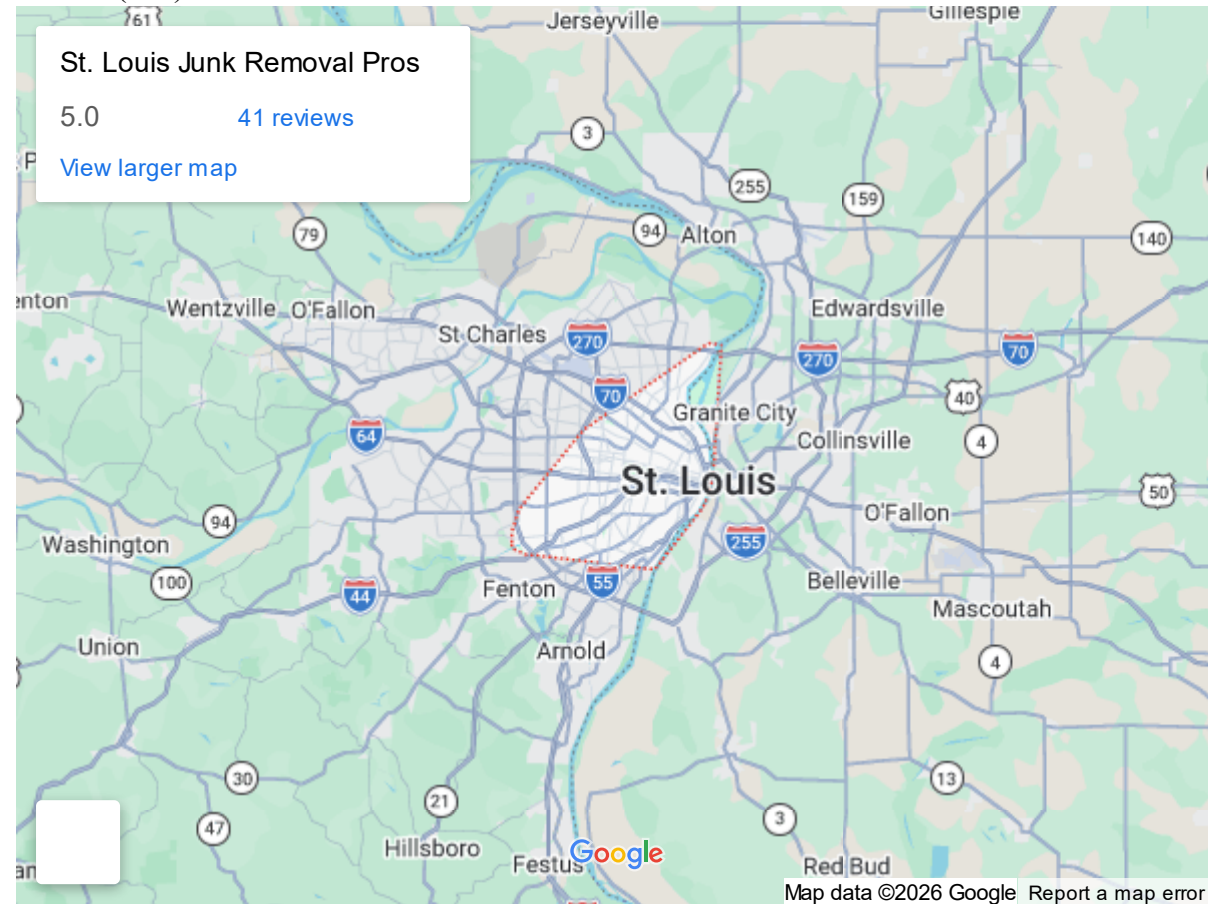 61
Jerseyville
Gillespie
St. Louis Junk Removal Pros
5.0 41 reviews
View larger map
3
P
255
159
79
94
Alton
140
enton
Wentzville
O'Fallon
Edwardsville
St Charles
270
270
70
70
40
Granite City
64
Collinsville
4
St. Louis
50
94
O'Fallon
Washington
255
100
Fenton
55
Belleville
44
Mascoutah
Union
Arnold
4
30
13
21
47
3
Hillsboro
Google
Festus
Red Bud
an
Map data ©2026 Google
Report a map error